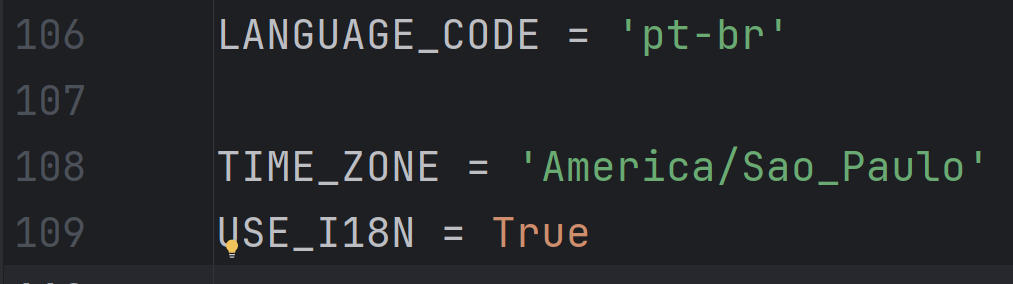 106 LANGUAGE_CODE = 'pt-br'
107
108 TIME_ZONE = 'America/Sao_Paulo'
109 USE_I18N = True